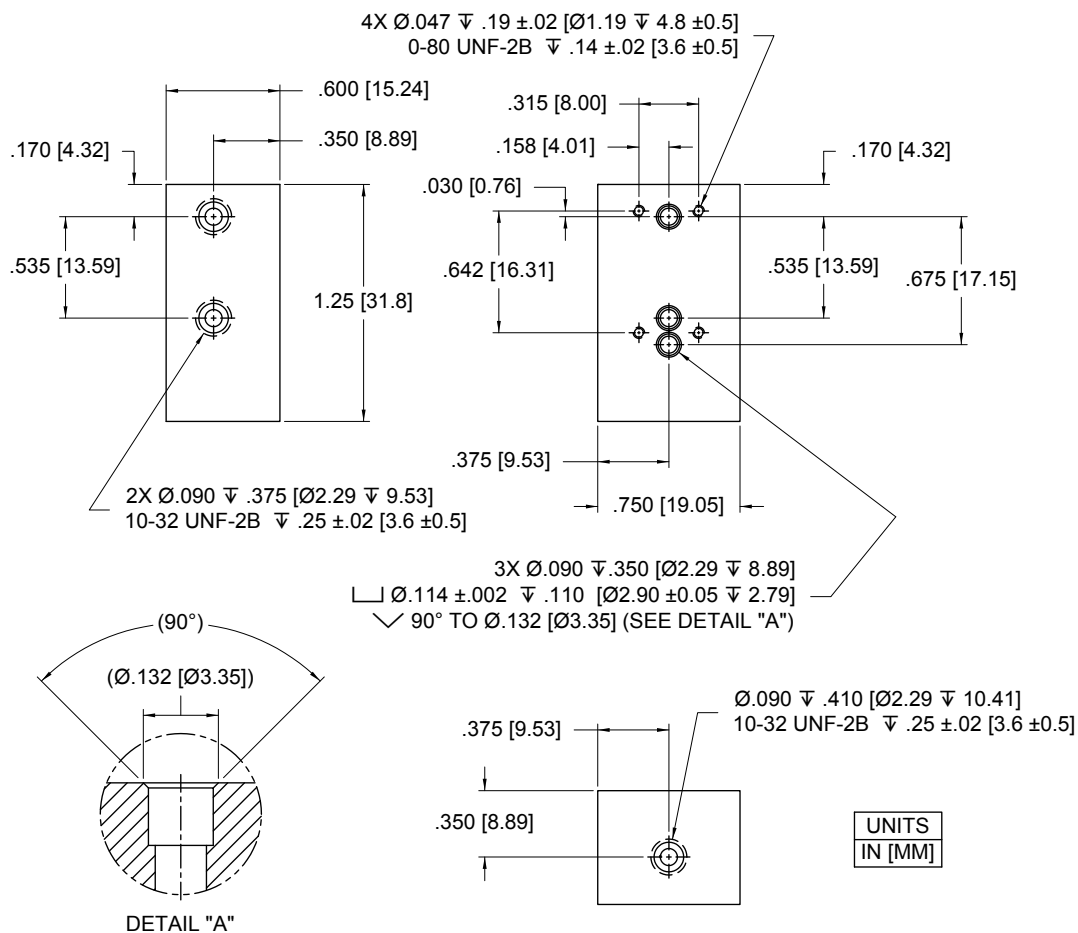 4X Ø.047 ↧ .19 ±.02 [Ø1.19 ↧ 4.8 ±0.5]
0-80 UNF-2B ↧ .14 ±.02 [3.6 ±0.5]
.600 [15.24]
.350 [8.89]
.170 [4.32]
.535 [13.59]
1.25 [31.8]
2X Ø.090 ↧ .375 [Ø2.29 ↧ 9.53]
10-32 UNF-2B ↧ .25 ±.02 [3.6 ±0.5]
.315 [8.00]
.158 [4.01]
.030 [0.76]
.170 [4.32]
.642 [16.31]
.535 [13.59]
.675 [17.15]
.375 [9.53]
.750 [19.05]
3X Ø.090 ↧.350 [Ø2.29 ↧ 8.89]
⌴ Ø.114 ±.002 ↧ .110 [Ø2.90 ±0.05 ↧ 2.79]
⌵ 90° TO Ø.132 [Ø3.35] (SEE DETAIL "A")
(90°)
(Ø.132 [Ø3.35])
DETAIL "A"
Ø.090 ↧ .410 [Ø2.29 ↧ 10.41]
10-32 UNF-2B ↧ .25 ±.02 [3.6 ±0.5]
.375 [9.53]
.350 [8.89]
UNITS
IN [MM]